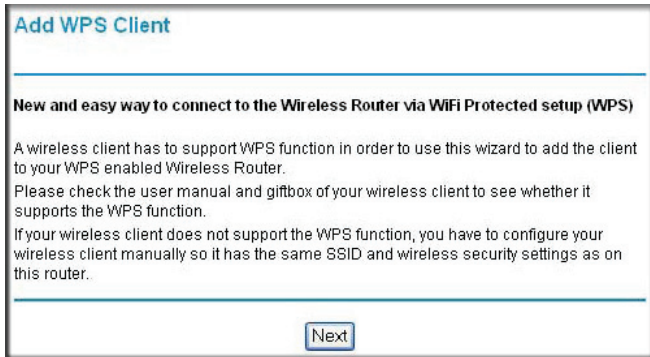 Add WPS Client
New and easy way to connect to the Wireless Router via WiFi Protected setup (WPS)
A wireless client has to support WPS function in order to use this wizard to add the client
to your WPS enabled Wireless Router.
Please check the user manual and giftbox of your wireless client to see whether it
supports the WPS function.
If your wireless client does not support the WPS function, you have to configure your
wireless client manually so it has the same SSID and wireless security settings as on
this router.
Next